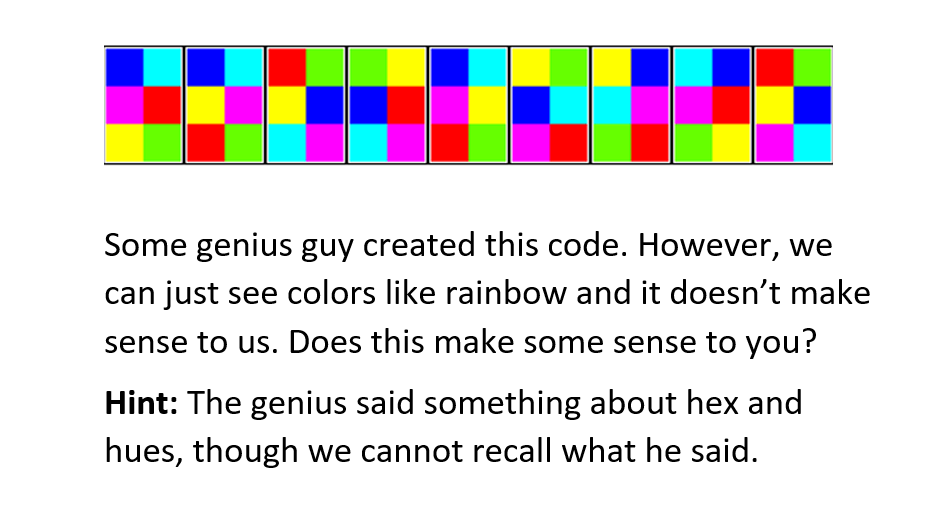 Some genius guy created this code. However, we
can just see colors like rainbow and it doesn’t make
sense to us. Does this make some sense to you?
Hint: The genius said something about hex and
hues, though we cannot recall what he said.